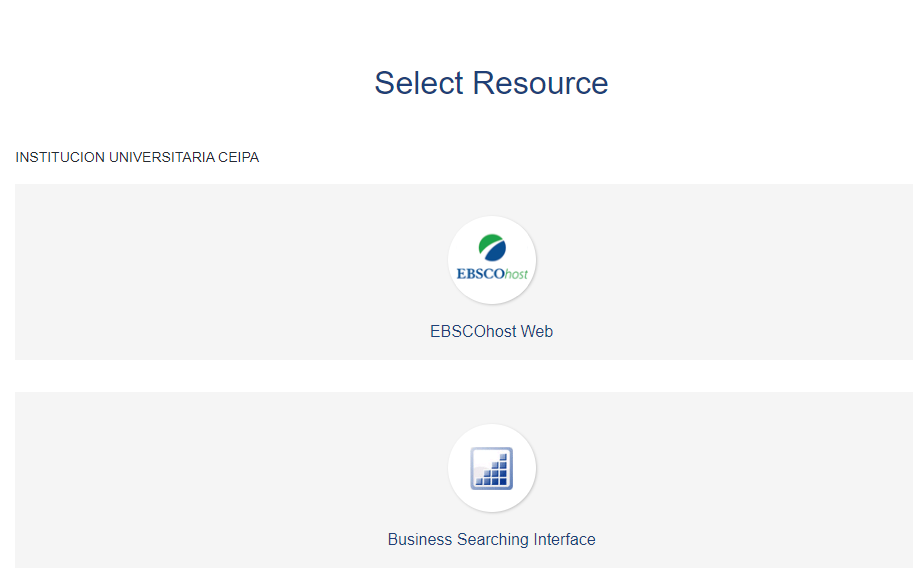 Select Resource
INSTITUCION UNIVERSITARIA CEIPA
EBSCOhost
EBSCOhost Web
Business Searching Interface